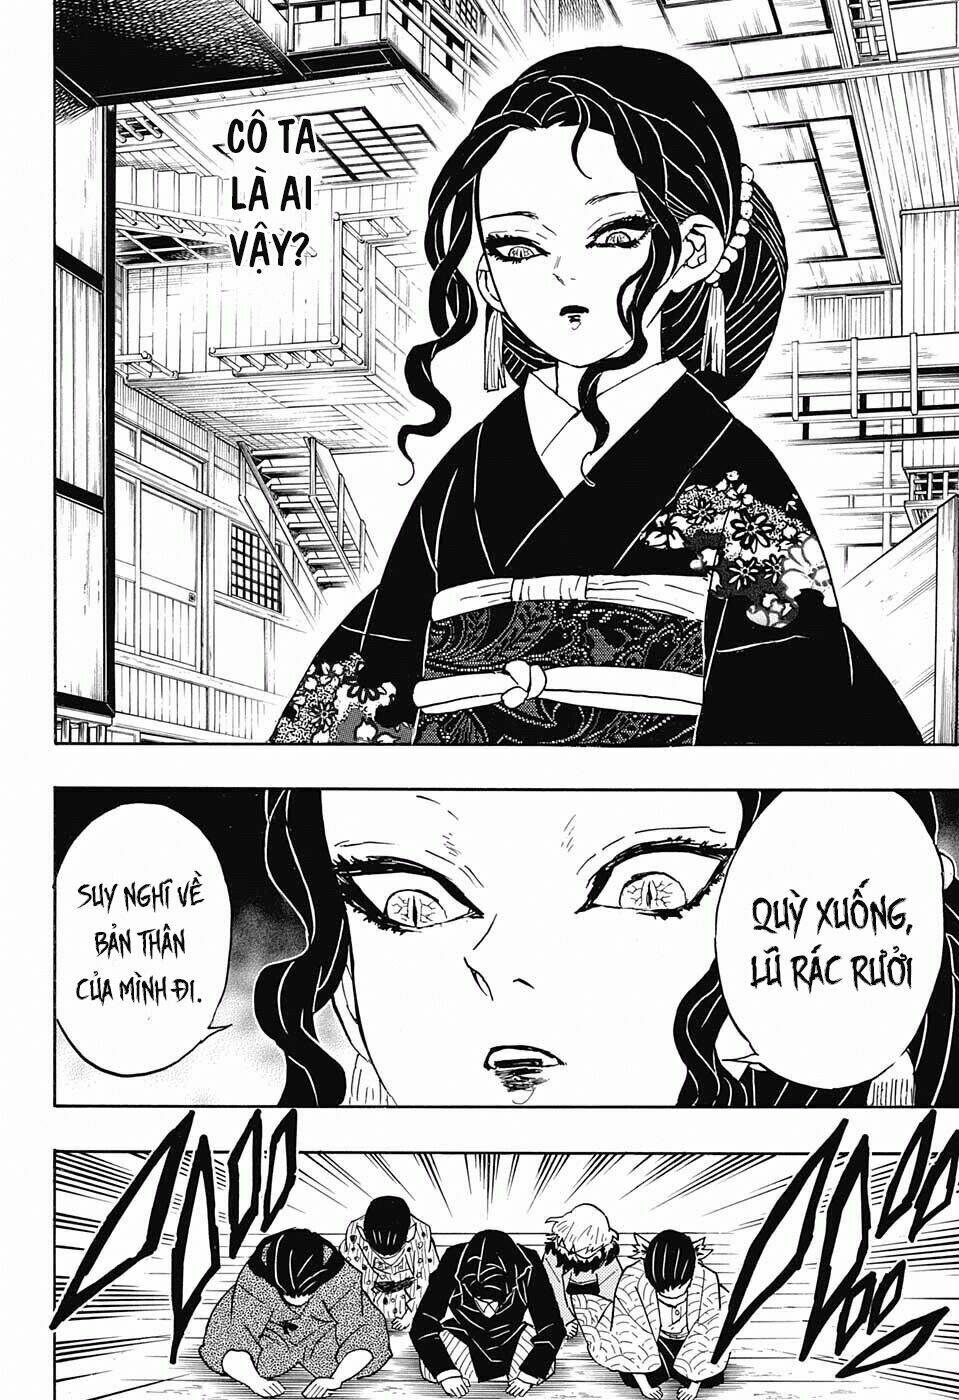 CÔ TA
LÀ AI
VẬY?
QUỲ XUỐNG,
LŨ RÁC RƯỞI
SUY NGHĨ VỀ
BẢN THÂN
CỦA MÌNH ĐI.